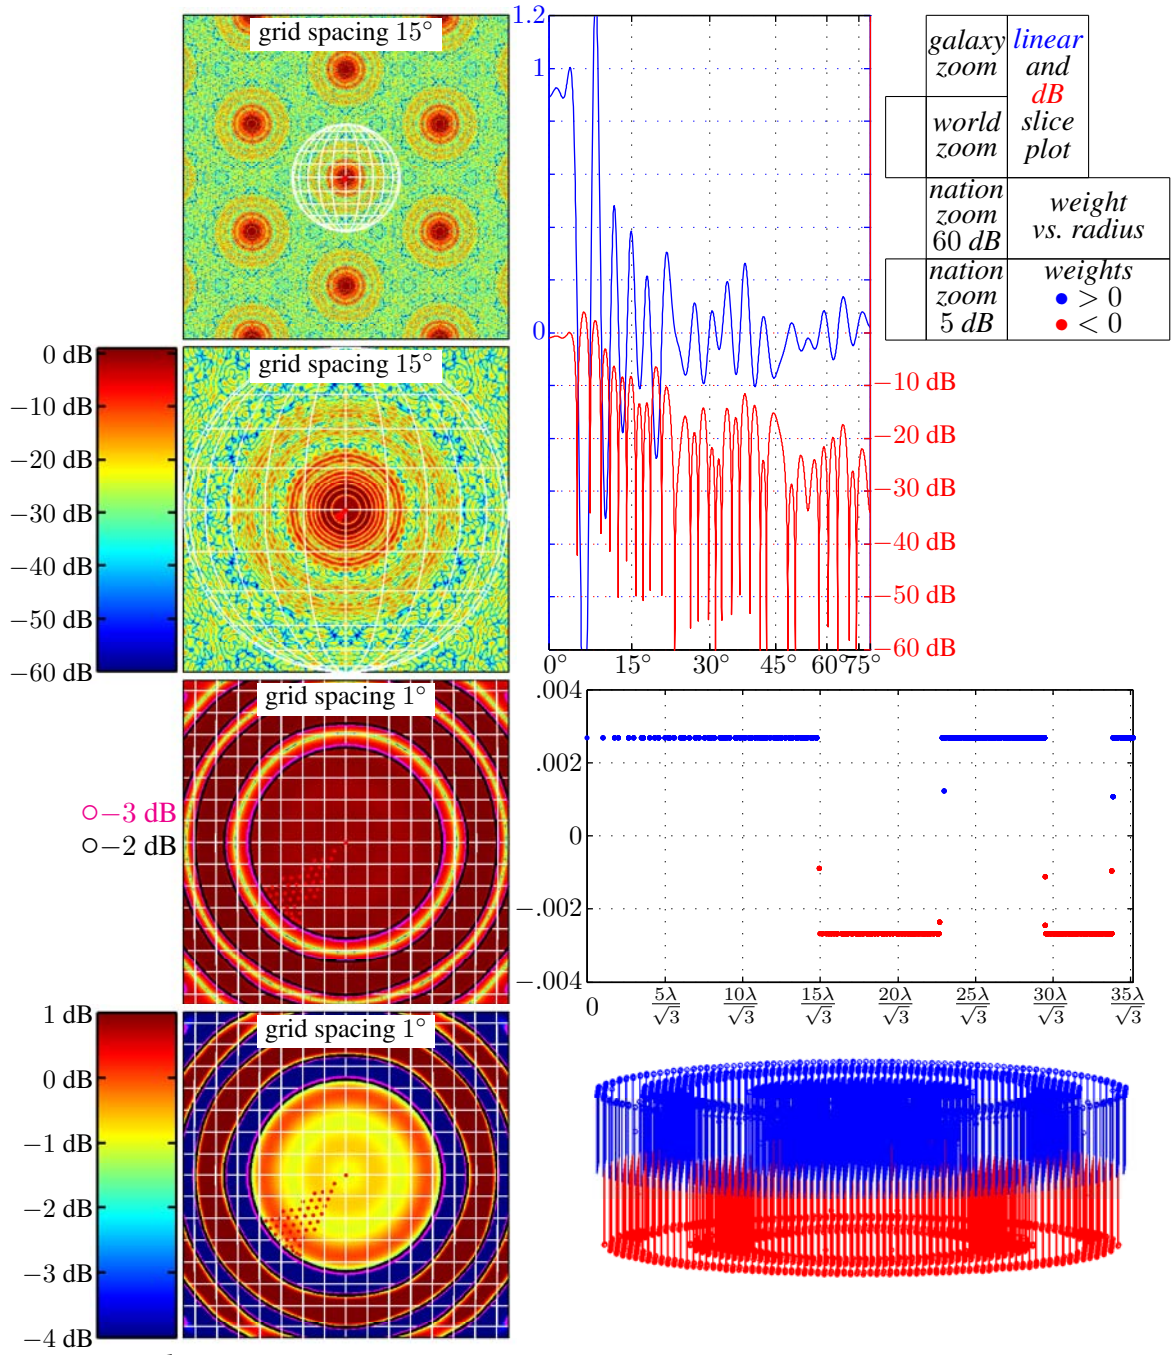 grid spacing 15°
1.2
1
0
−10 dB
−20 dB
−30 dB
−40 dB
−50 dB
−60 dB
0° 15° 30° 45° 60° 75°
galaxy zoom
linear and dB slice plot
world zoom
nation zoom 60 dB
weight vs. radius
nation zoom 5 dB
weights
> 0
< 0
grid spacing 15°
0 dB
−10 dB
−20 dB
−30 dB
−40 dB
−50 dB
−60 dB
grid spacing 1°
−3 dB
−2 dB
.004
.002
0
−.002
−.004
0 5λ/√3 10λ/√3 15λ/√3 20λ/√3 25λ/√3 30λ/√3 35λ/√3
grid spacing 1°
1 dB
0 dB
−1 dB
−2 dB
−3 dB
−4 dB